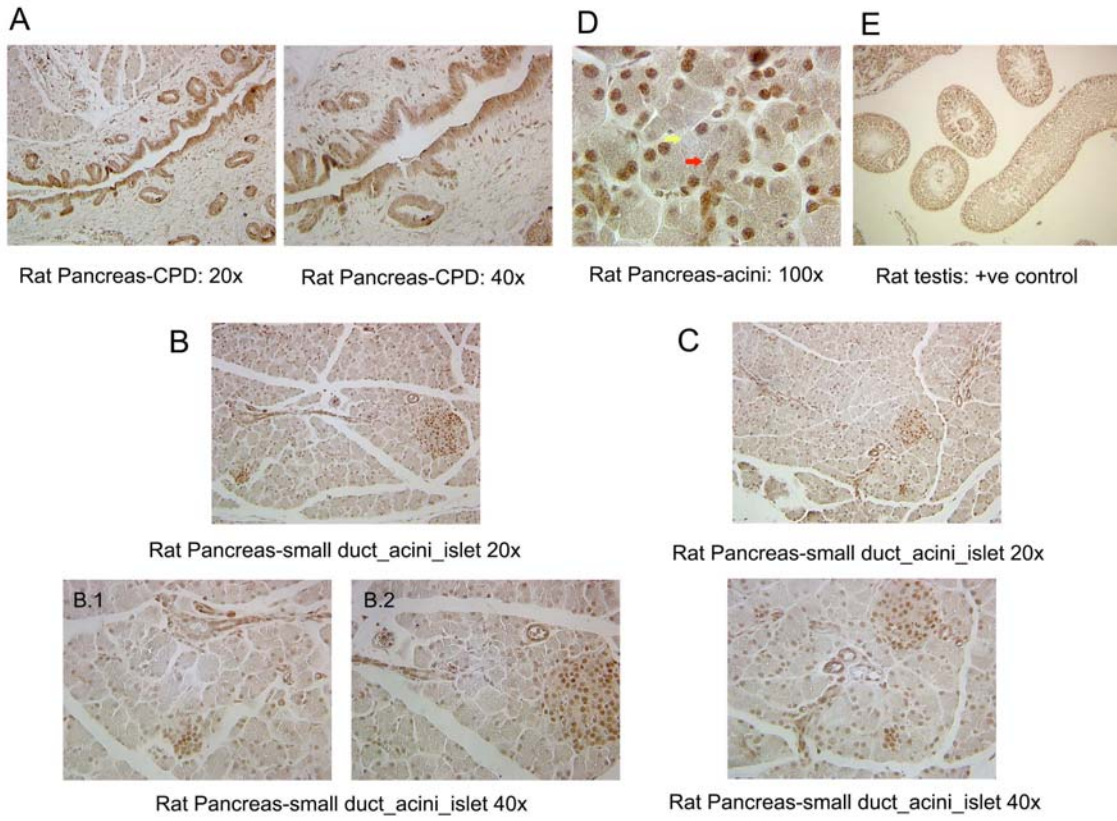 A
D
E
Rat Pancreas-CPD: 20x
Rat Pancreas-CPD: 40x
Rat Pancreas-acini: 100x
Rat testis: +ve control
B
C
Rat Pancreas-small duct_acini_islet 20x
Rat Pancreas-small duct_acini_islet 20x
B.1
B.2
Rat Pancreas-small duct_acini_islet 40x
Rat Pancreas-small duct_acini_islet 40x